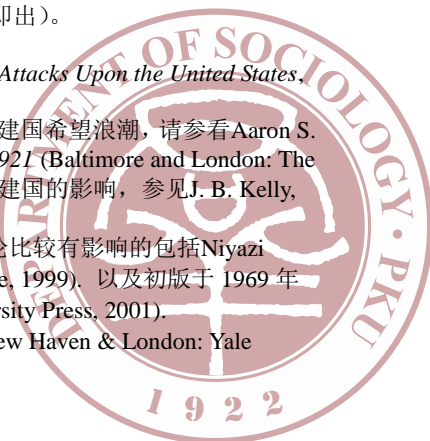 即出）。
Attacks Upon the United States,
建国希望浪潮，请参看Aaron S.
1921 (Baltimore and London: The
建国的影响，参见J. B. Kelly,
论比较有影响的包括Niyazi
e, 1999). 以及初版于 1969 年
rsity Press, 2001).
ew Haven & London: Yale
DEPARTMENT OF SOCIOLOGY · PKU
1922